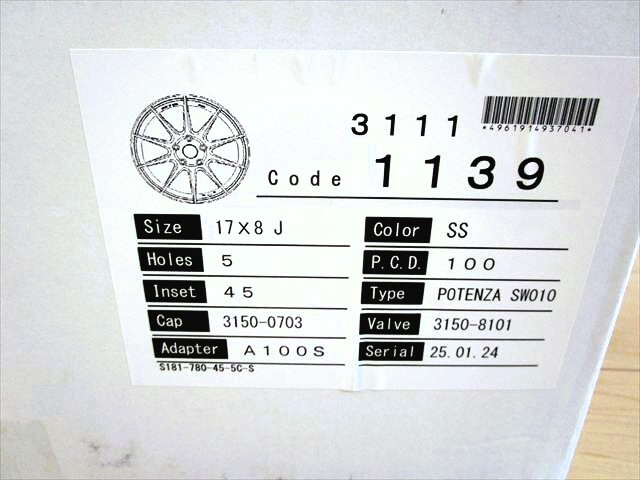 3111
*4961914937041*
Code 1139
Size 17×8 J Color SS
Holes 5 P.C.D. 100
Inset 45 Type POTENZA SW010
Cap 3150-0703 Valve 3150-8101
Adapter A100S Serial 25.01.24
S181-780-45-5C-S